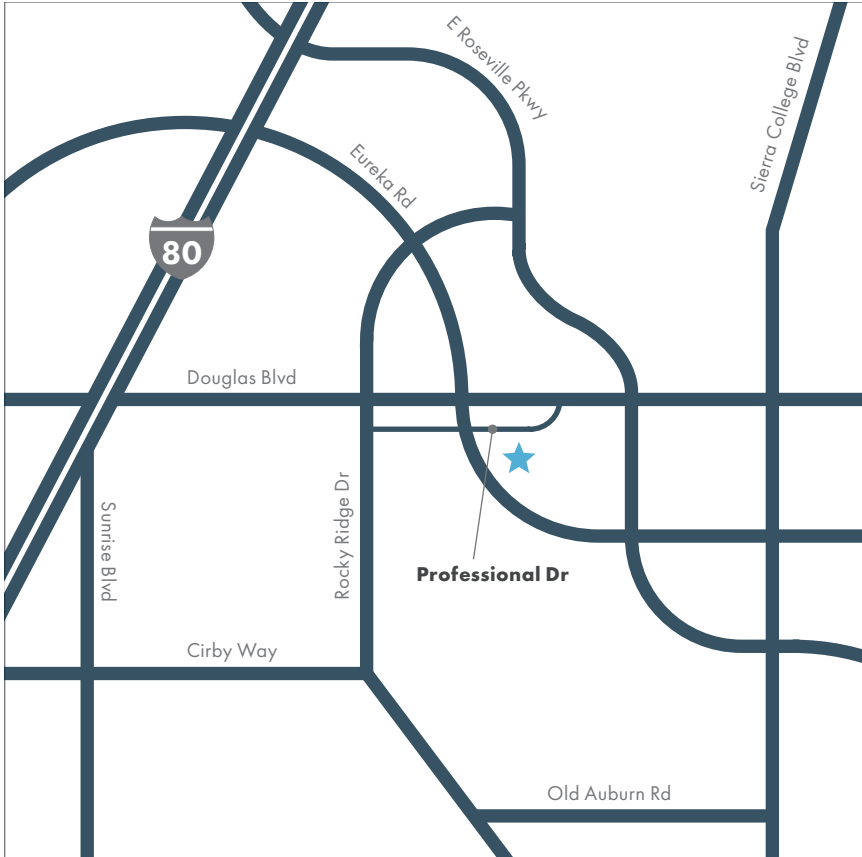 E Roseville Pkwy
Sierra College Blvd
Eureka Rd
80
Douglas Blvd
Rocky Ridge Dr
Sunrise Blvd
Professional Dr
Cirby Way
Old Auburn Rd